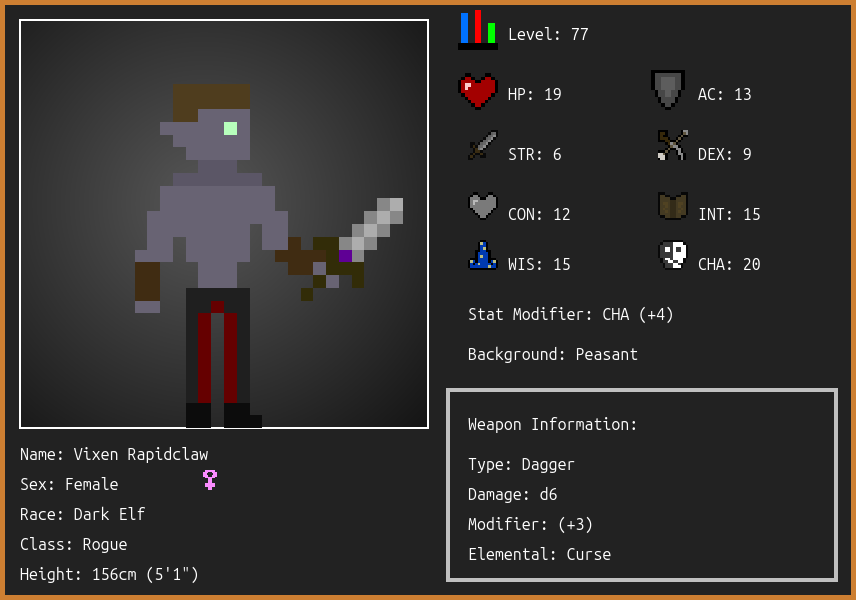 Level: 77
HP: 19
AC: 13
STR: 6
DEX: 9
CON: 12
INT: 15
WIS: 15
CHA: 20
Stat Modifier: CHA (+4)
Background: Peasant
Weapon Information:
Type: Dagger
Damage: d6
Modifier: (+3)
Elemental: Curse
Name: Vixen Rapidclaw
Sex: Female
Race: Dark Elf
Class: Rogue
Height: 156cm (5'1")